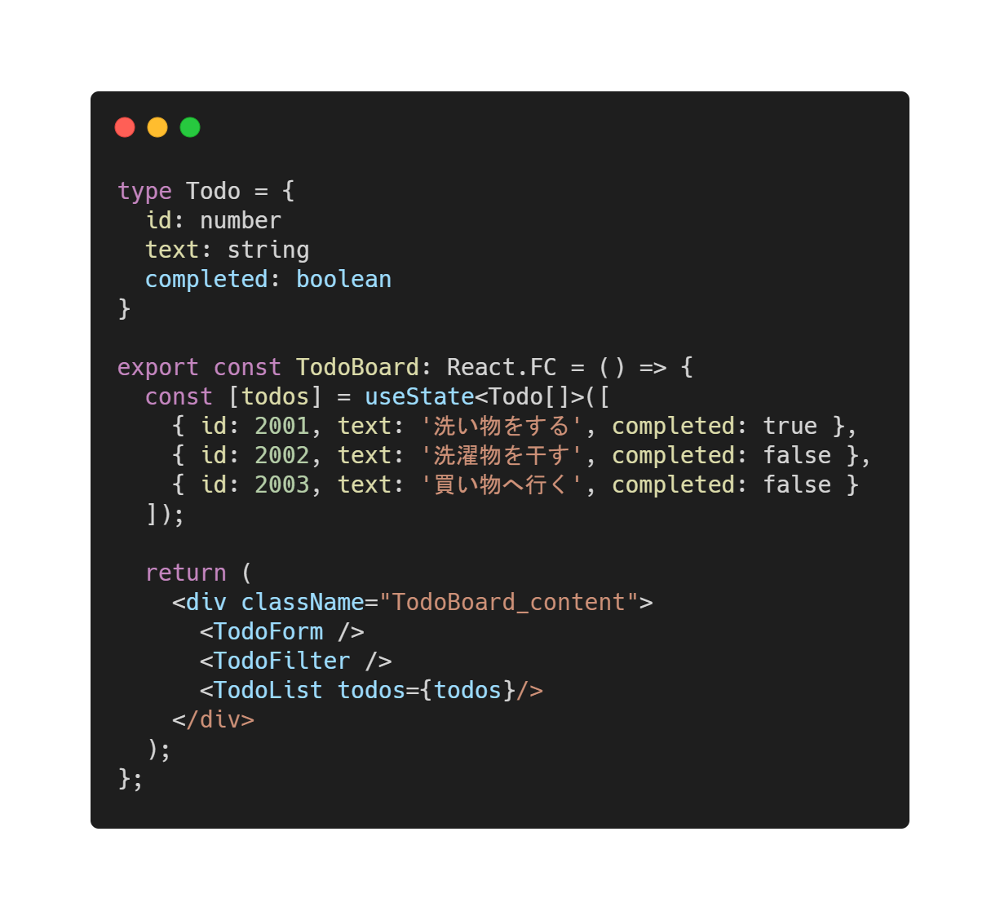 type Todo = {
  id: number
  text: string
  completed: boolean
}

export const TodoBoard: React.FC = () => {
  const [todos] = useState<Todo[]>([
    { id: 2001, text: '洗い物をする', completed: true },
    { id: 2002, text: '洗濯物を干す', completed: false },
    { id: 2003, text: '買い物へ行く', completed: false }
  ]);

  return (
    <div className="TodoBoard_content">
      <TodoForm />
      <TodoFilter />
      <TodoList todos={todos}/>
    </div>
  );
};